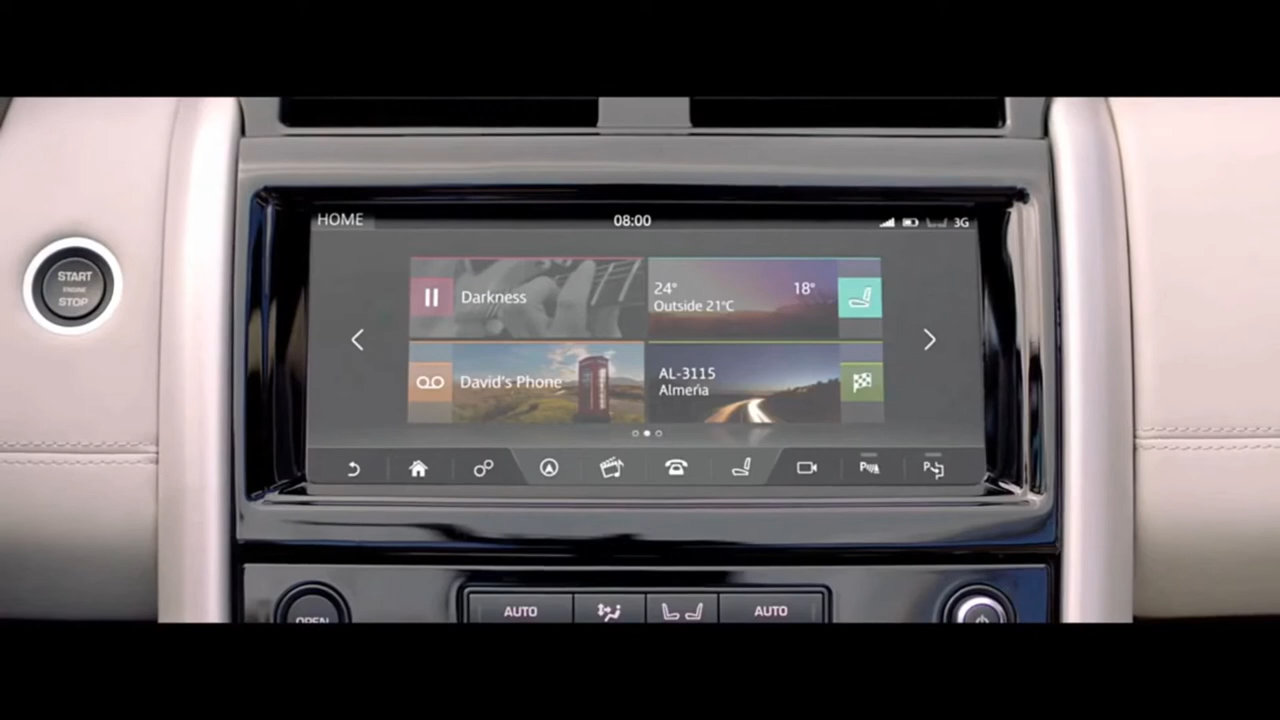 HOME
08:00
3G
START
ENGINE
STOP
Darkness
24°
18°
Outside 21°C
David's Phone
AL-3115
Almería
OPEN
AUTO
AUTO